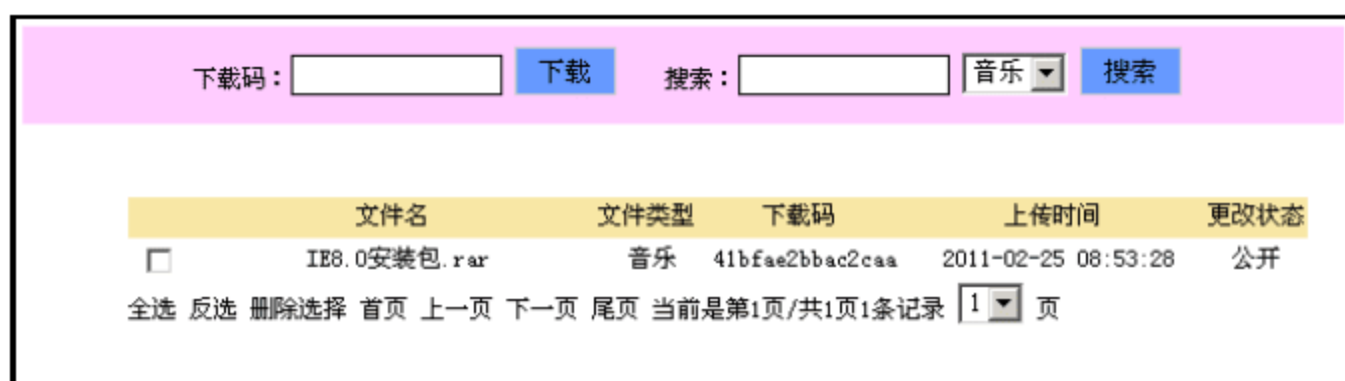 下载码： 下载 搜索： 音乐 搜索
文件名 文件类型 下载码 上传时间 更改状态
IE8.0安装包.rar 音乐 41bfae2bbac2caa 2011-02-25 08:53:28 公开
全选 反选 删除选择 首页 上一页 下一页 尾页 当前是第1页/共1页1条记录 1 页